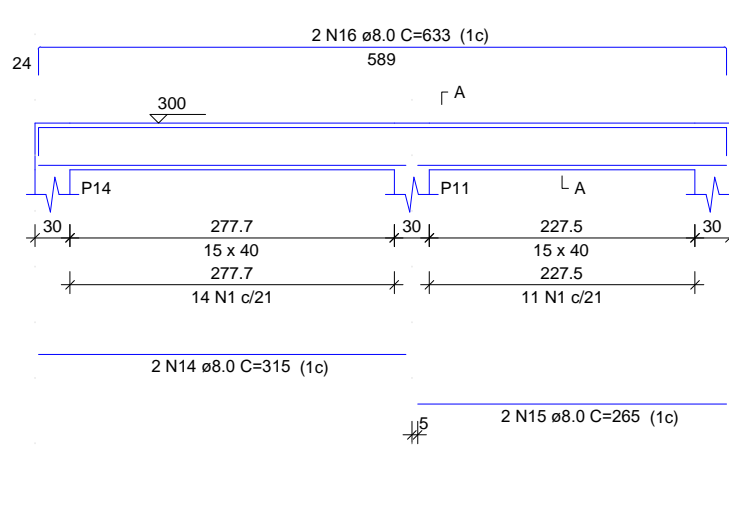 2 N16 ø8.0 C=633 (1c)
24
589
A
300
P14
P11
A
30
277.7
30
227.5
30
15 x 40
15 x 40
277.7
227.5
14 N1 c/21
11 N1 c/21
2 N14 ø8.0 C=315 (1c)
2 N15 ø8.0 C=265 (1c)
5